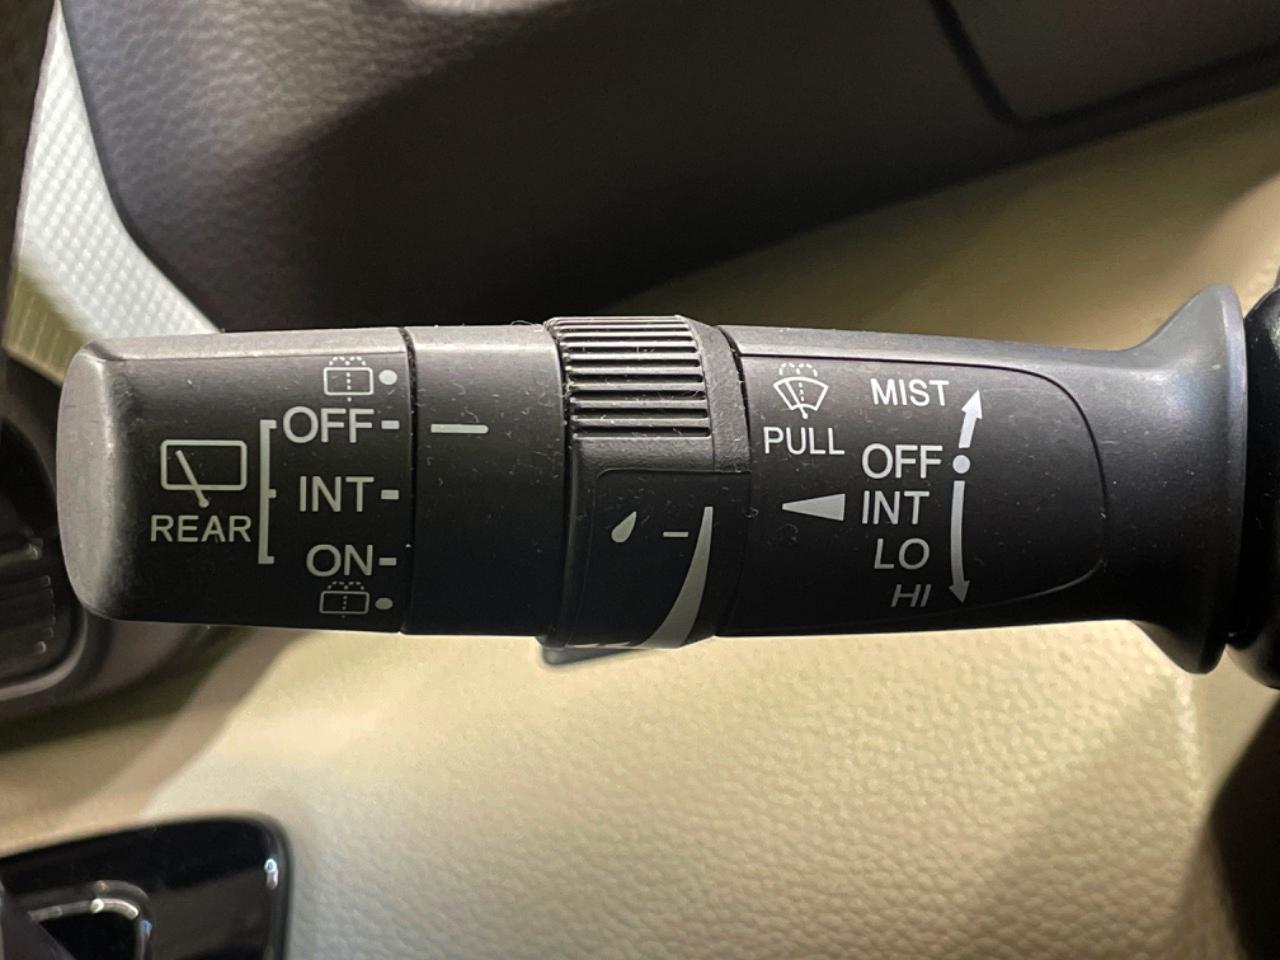 OFF
INT
REAR
ON
PULL
MIST
OFF
INT
LO
HI